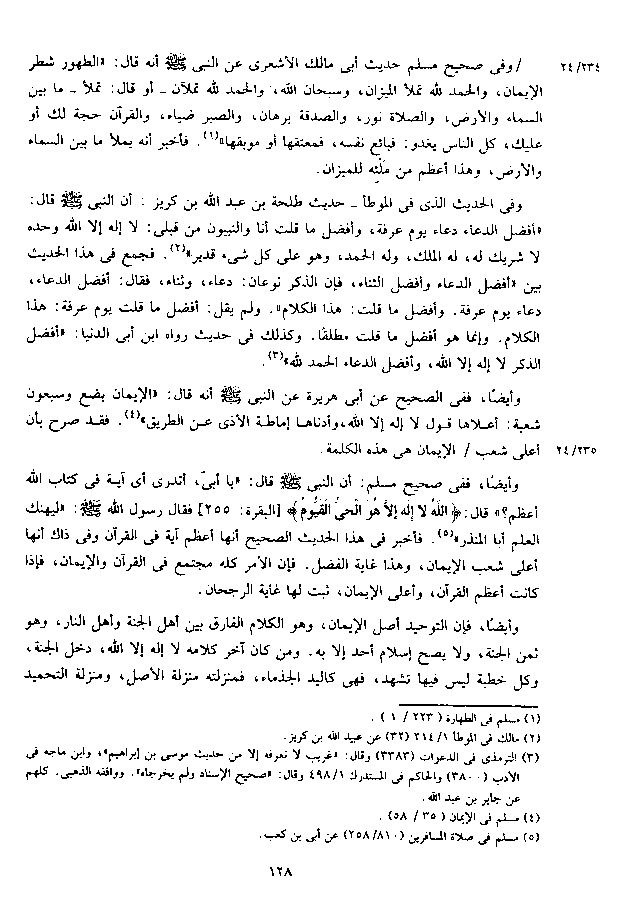 ٢٤/٢٣٤ / وفى صحيح مسلم حديث أبى مالك الأشعرى عن النبى ﷺ أنه قال: «الطهور شطر
الإيمان، والحمد لله تملأ الميزان، وسبحان الله، والحمد لله تملآن ـ أو قال: تملأ ـ ما بين
السماء والأرض، والصلاة نور، والصدقة برهان، والصبر ضياء، والقرآن حجة لك أو
عليك، كل الناس يغدو: فبائع نفسه، فمعتقها أو موبقها»(١). فأخبر أنه يملأ ما بين السماء
والأرض، وهذا أعظم من ملْئِه للميزان.
وفى الحديث الذى فى الموطأ ـ حديث طلحة بن عبد الله بن كريز : أن النبى ﷺ قال:
«أفضل الدعاء دعاء يوم عرفة، وأفضل ما قلت أنا والنبيون من قبلى: لا إله إلا الله وحده
لا شريك له، له الملك، وله الحمد، وهو على كل شىء قدير»(٢). فجمع فى هذا الحديث
بين «أفضل الدعاء وأفضل الثناء، فإن الذكر نوعان: دعاء، وثناء، فقال: أفضل الدعاء،
دعاء يوم عرفة. وأفضل ما قلت: هذا الكلام». ولم يقل: أفضل ما قلت يوم عرفة: هذا
الكلام. وإنما هو أفضل ما قلت مطلقًا. وكذلك فى حديث رواه ابن أبى الدنيا: «أفضل
الذكر لا إله إلا الله، وأفضل الدعاء الحمد لله»(٣).
وأيضًا، ففى الصحيح عن أبى هريرة عن النبى ﷺ أنه قال: «الإيمان بضع وسبعون
شعبة: أعلاها قول لا إله إلا الله،وأدناها إماطة الأذى عن الطريق»(٤). فقد صرح بأن
٢٤/٢٣٥ أعلى شعب / الإيمان هى هذه الكلمة.
وأيضًا، ففى صحيح مسلم: أن النبى ﷺ قال: «يا أبىّ، أتدرى أى آية فى كتاب الله
أعظم؟» قال:﴿اللَّهُ لا إِلَهَ إِلاَّ هُوَ الْحَيُّ الْقَيُّومُ﴾ [البقرة: ٢٥٥] فقال رسول الله ﷺ: «ليهنك
العلم أبا المنذر»(٥). فأخبر فى هذا الحديث الصحيح أنها أعظم آية فى القرآن وفى ذاك أنها
أعلى شعب الإيمان، وهذا غاية الفضل. فإن الأمر كله مجتمع فى القرآن والإيمان، فإذا
كانت أعظم القرآن، وأعلى الإيمان، ثبت لها غاية الرجحان.
وأيضًا، فإن التوحيد أصل الإيمان، وهو الكلام الفارق بين أهل الجنة وأهل النار، وهو
ثمن الجنة، ولا يصح إسلام أحد إلا به. ومن كان آخر كلامه لا إله إلا الله، دخل الجنة،
وكل خطبة ليس فيها تشهد، فهى كاليد الجذماء، فمنزلته منزلة الأصل، ومنزلة التحميد
(١) مسلم فى الطهارة ( ٢٢٣ / ١ ) .
(٢) مالك فى الموطأ ٢١٤/١ (٣٢) عن عبيد الله بن كريز.
(٣) الترمذى فى الدعوات (٣٣٨٣) وقال: «غريب لا نعرفه إلا من حديث موسى بن إبراهيم»، وابن ماجه فى
الأدب (٣٨٠٠) والحاكم فى المستدرك ٤٩٨/١ وقال: «صحيح الإسناد ولم يخرجاه». ووافقه الذهبى. كلهم
عن جابر بن عبد الله.
(٤) مسلم فى الإيمان ( ٣٥ / ٥٨ ) .
(٥) مسلم فى صلاة المسافرين (٢٥٨/٨١٠) عن أبى بن كعب.
١٢٨